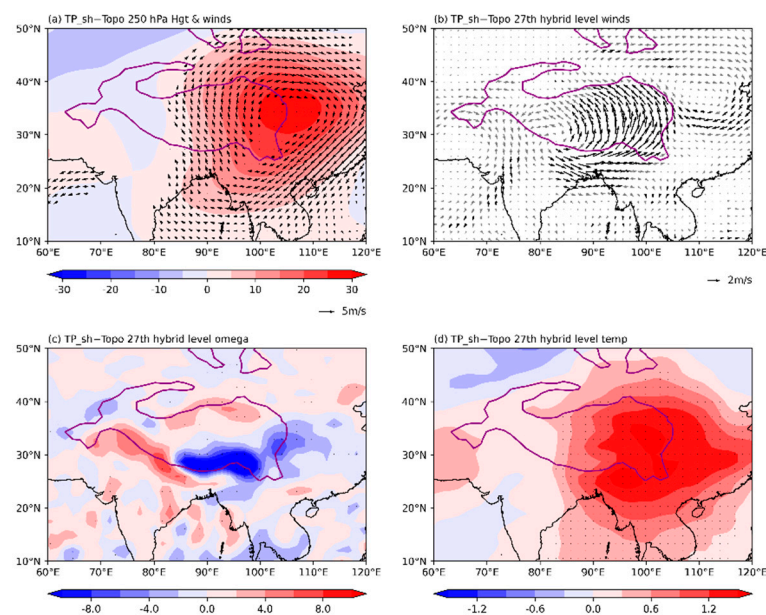 (a) TP_sh−Topo 250 hPa Hgt & winds
50°N
40°N
30°N
20°N
10°N
60°E 70°E 80°E 90°E 100°E 110°E 120°E
-30 -20 -10 0 10 20 30
5m/s
(b) TP_sh−Topo 27th hybrid level winds
50°N
40°N
30°N
20°N
10°N
60°E 70°E 80°E 90°E 100°E 110°E 120°E
2m/s
(c) TP_sh−Topo 27th hybrid level omega
50°N
40°N
30°N
20°N
10°N
60°E 70°E 80°E 90°E 100°E 110°E 120°E
-8.0 -4.0 0.0 4.0 8.0
(d) TP_sh−Topo 27th hybrid level temp
50°N
40°N
30°N
20°N
10°N
60°E 70°E 80°E 90°E 100°E 110°E 120°E
-1.2 -0.6 0.0 0.6 1.2